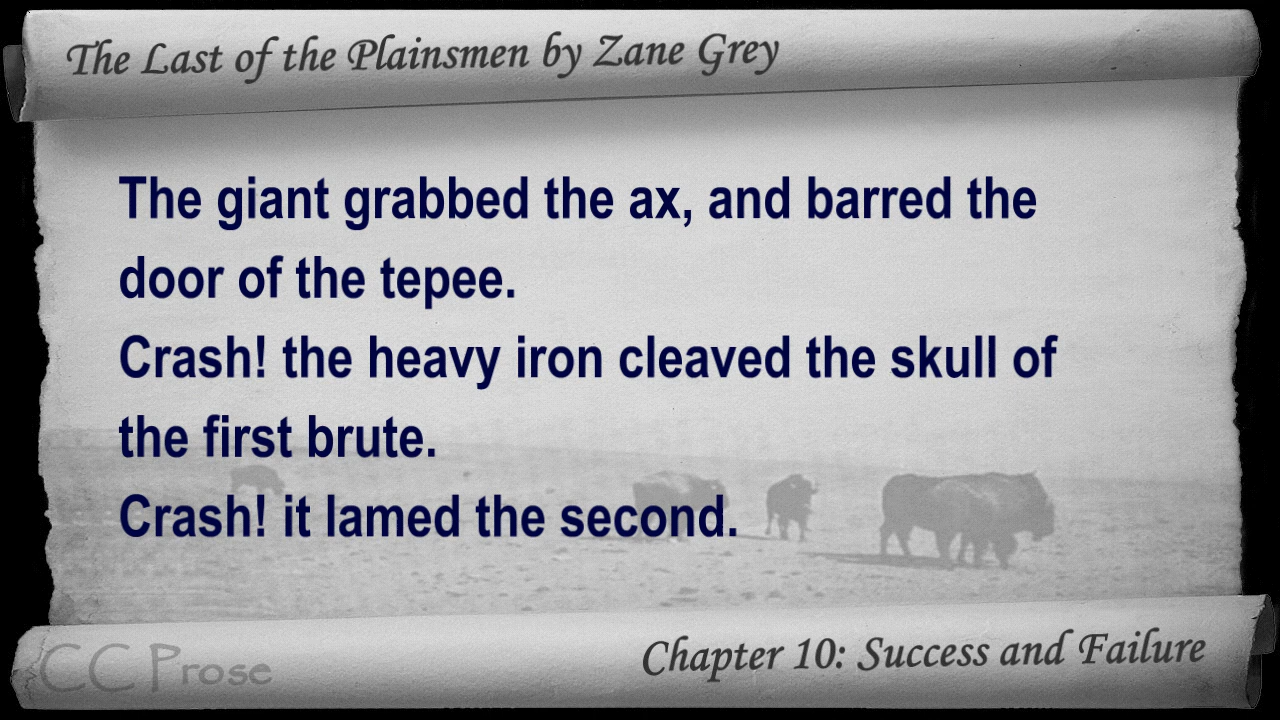 The Last of the Plainsmen by Zane Grey
The giant grabbed the ax, and barred the
door of the tepee.
Crash! the heavy iron cleaved the skull of
the first brute.
Crash! it lamed the second.
CC Prose
Chapter 10: Success and Failure